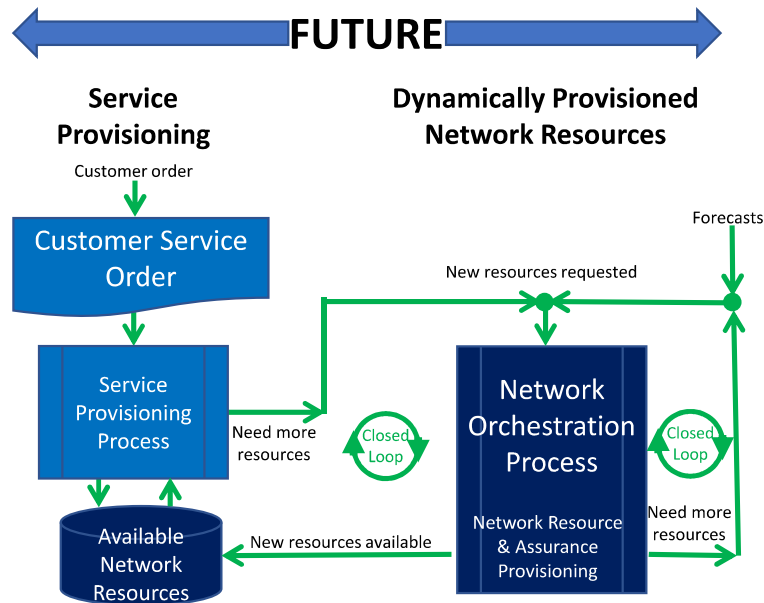 FUTURE
Service
Provisioning
Dynamically Provisioned
Network Resources
Customer order
Customer Service
Order
Forecasts
New resources requested
Service
Provisioning
Process
Need more
resources
Closed
Loop
Network
Orchestration
Process
Closed
Loop
Network Resource
& Assurance
Provisioning
Need more
resources
Available
Network
Resources
New resources available